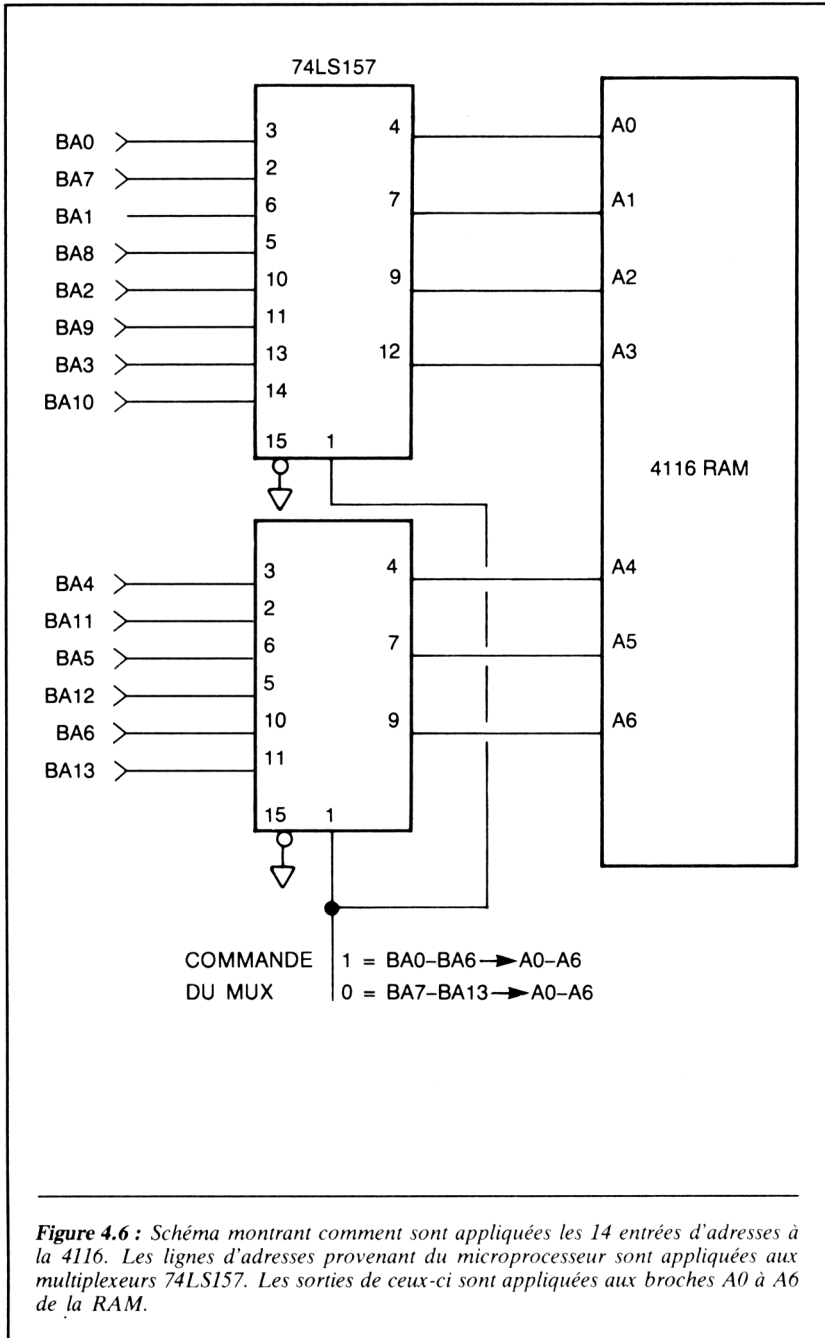 74LS157
BA0 3 4 A0
BA7 2
BA1 6 7 A1
BA8 5
BA2 10 9 A2
BA9 11
BA3 13 12 A3
BA10 14
15 1
4116 RAM
BA4 3 4 A4
BA11 2
BA5 6 7 A5
BA12 5
BA6 10 9 A6
BA13 11
15 1
COMMANDE 1 = BA0–BA6 → A0–A6
DU MUX 0 = BA7–BA13 → A0–A6
Figure 4.6 : Schéma montrant comment sont appliquées les 14 entrées d'adresses à
la 4116. Les lignes d'adresses provenant du microprocesseur sont appliquées aux
multiplexeurs 74LS157. Les sorties de ceux-ci sont appliquées aux broches A0 à A6
de la RAM.